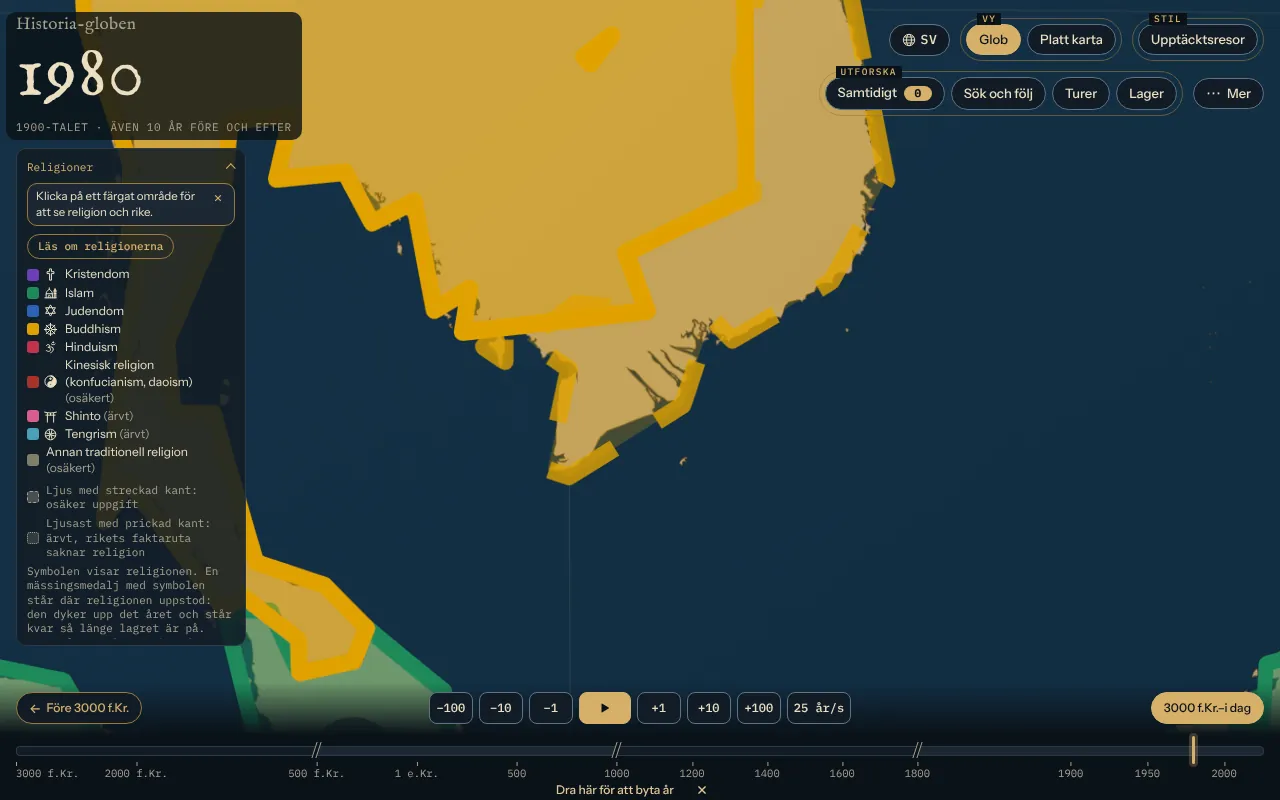 Historia-globen
1980
1900-TALET · ÄVEN 10 ÅR FÖRE OCH EFTER
SV
VY
Glob
Platt karta
STIL
Upptäcktsresor
UTFORSKA
Samtidigt 0
Sök och följ
Turer
Lager
··· Mer
Religioner
Klicka på ett färgat område för
att se religion och rike.
×
Läs om religionerna
Kristendom
Islam
Judendom
Buddhism
Hinduism
Kinesisk religion
(konfucianism, daoism)
(osäkert)
Shinto (ärvt)
Tengrism (ärvt)
Annan traditionell religion
(osäkert)
Ljus med streckad kant:
osäker uppgift
Ljusast med prickad kant:
ärvt, rikets faktaruta
saknar religion
Symbolen visar religionen. En
mässingsmedalj med symbolen
står där religionen uppstod:
den dyker upp det året och står
kvar så länge lagret är på.
← Före 3000 f.Kr.
−100
−10
−1
+1
+10
+100
25 år/s
3000 f.Kr.–i dag
3000 f.Kr.
2000 f.Kr.
500 f.Kr.
1 e.Kr.
500
1000
1200
1400
1600
1800
1900
1950
2000
Dra här för att byta år ×